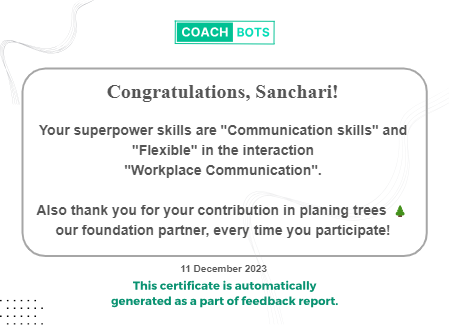 COACH BOTS
Congratulations, Sanchari!
Your superpower skills are "Communication skills" and
"Flexible" in the interaction
"Workplace Communication".
Also thank you for your contribution in planing trees 🌲
our foundation partner, every time you participate!
11 December 2023
This certificate is automatically
generated as a part of feedback report.